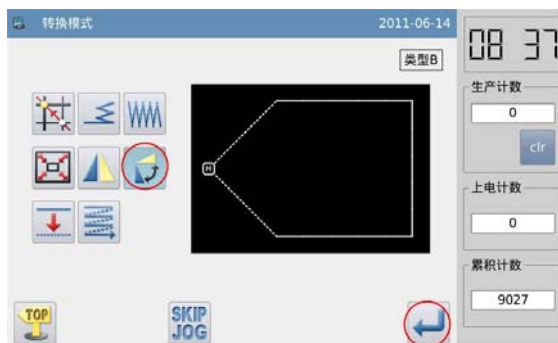 转换模式
2011-06-14
08 37
类型B
生产计数
0
clr
上电计数
0
累积计数
9027
H
TOP
SKIP
JOG